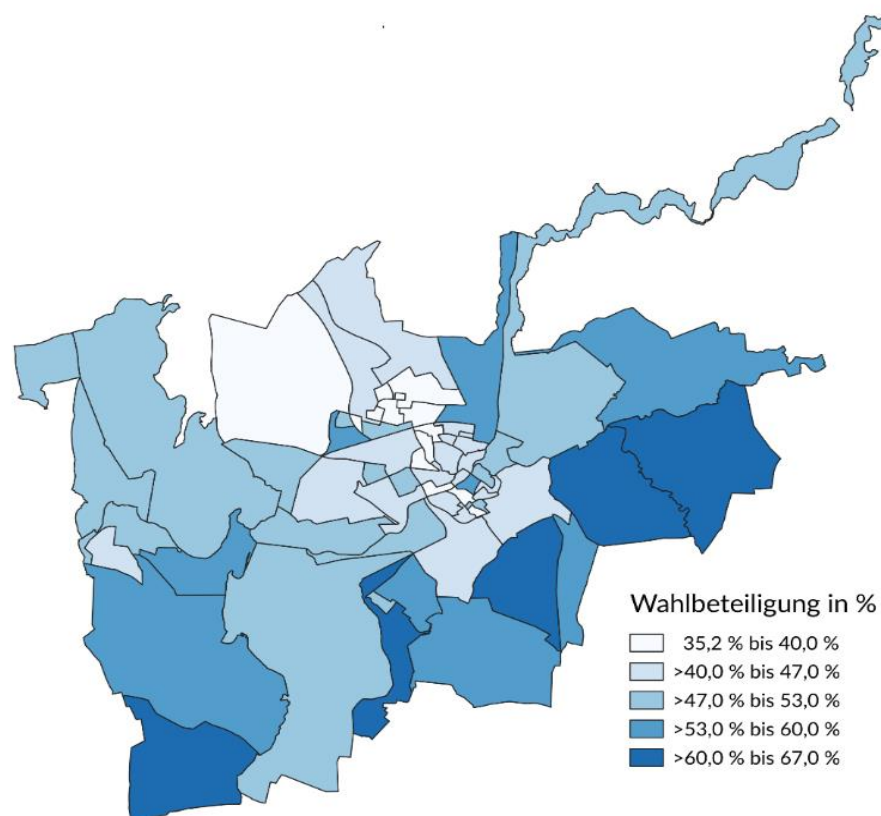 Wahlbeteiligung in %
35,2 % bis 40,0 %
>40,0 % bis 47,0 %
>47,0 % bis 53,0 %
>53,0 % bis 60,0 %
>60,0 % bis 67,0 %